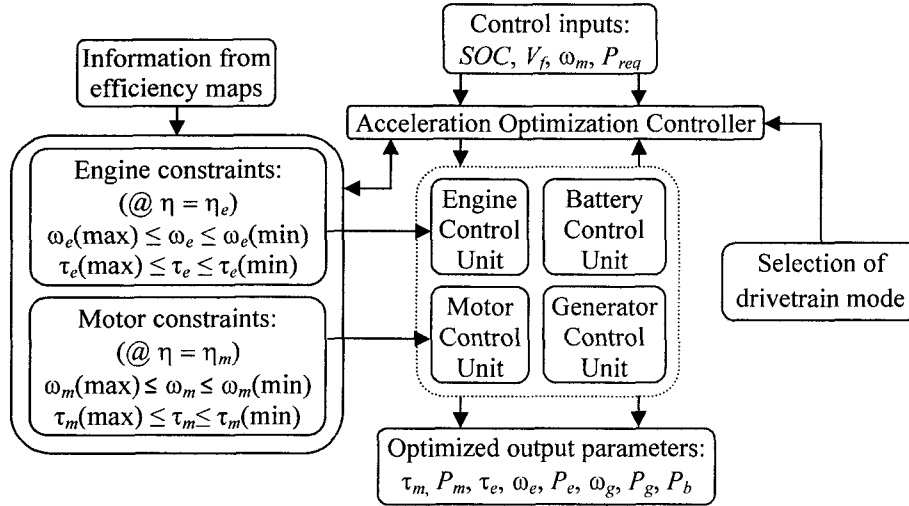 Control inputs:
SOC, V_f, ω_m, P_req
Information from
efficiency maps
Acceleration Optimization Controller
Engine constraints:
(@ η = η_e)
ω_e(max) ≤ ω_e ≤ ω_e(min)
τ_e(max) ≤ τ_e ≤ τ_e(min)
Motor constraints:
(@ η = η_m)
ω_m(max) ≤ ω_m ≤ ω_m(min)
τ_m(max) ≤ τ_m ≤ τ_m(min)
Engine
Control
Unit
Battery
Control
Unit
Motor
Control
Unit
Generator
Control
Unit
Selection of
drivetrain mode
Optimized output parameters:
τ_m, P_m, τ_e, ω_e, P_e, ω_g, P_g, P_b